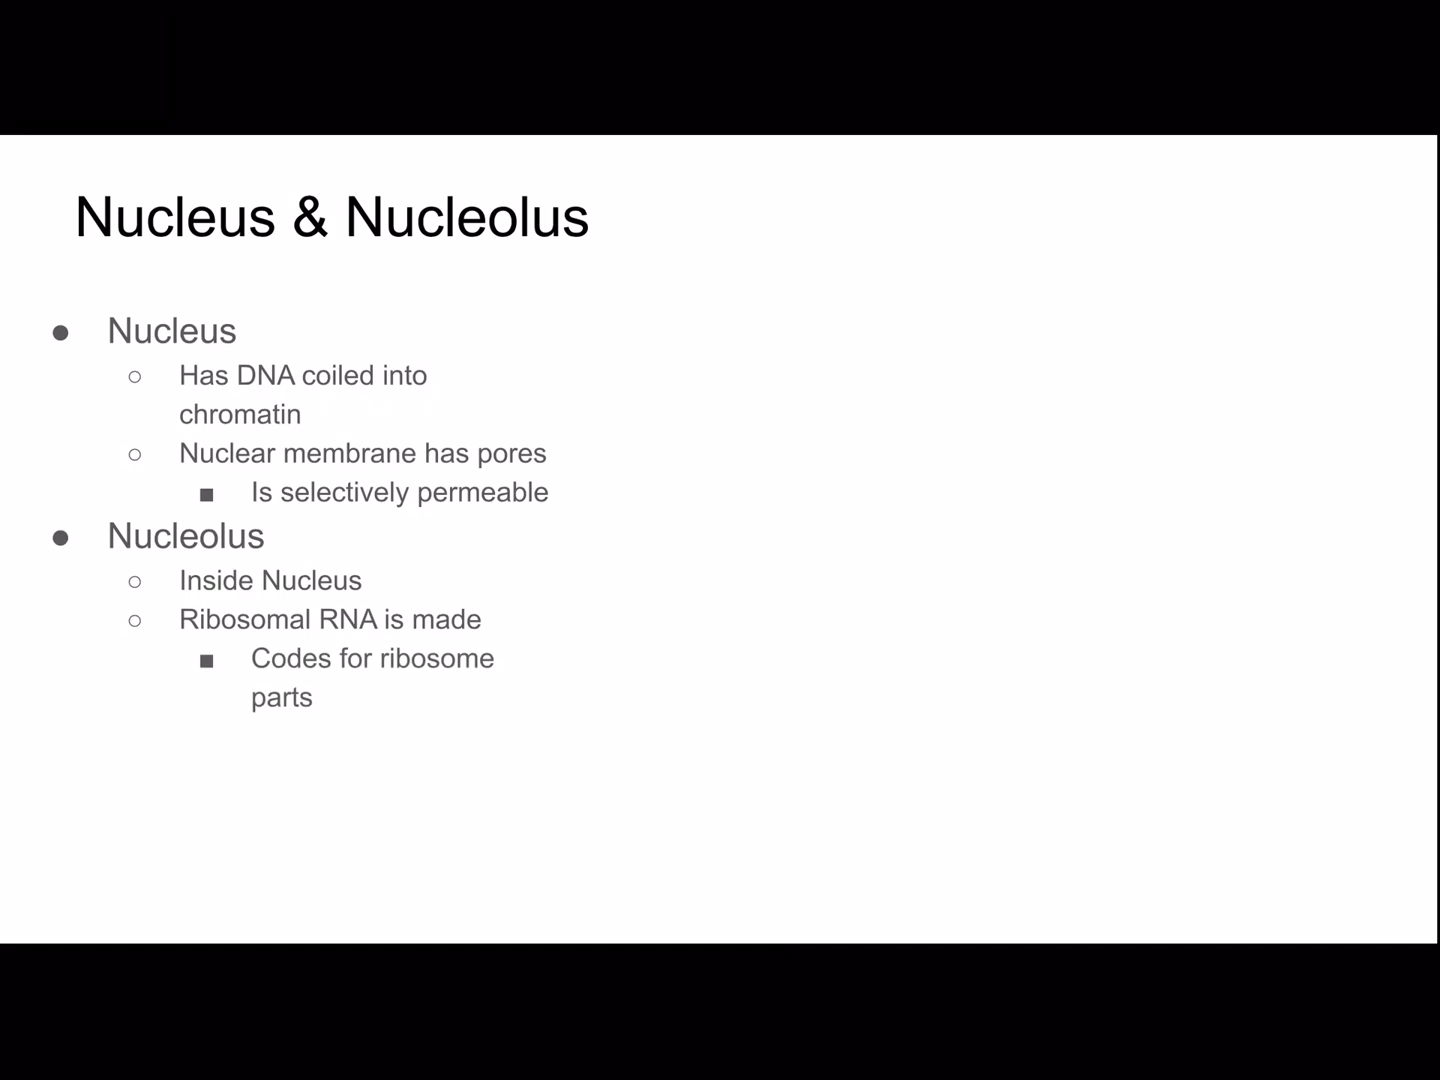 Nucleus & Nucleolus
● Nucleus
○ Has DNA coiled into
chromatin
○ Nuclear membrane has pores
■ Is selectively permeable
● Nucleolus
○ Inside Nucleus
○ Ribosomal RNA is made
■ Codes for ribosome
parts